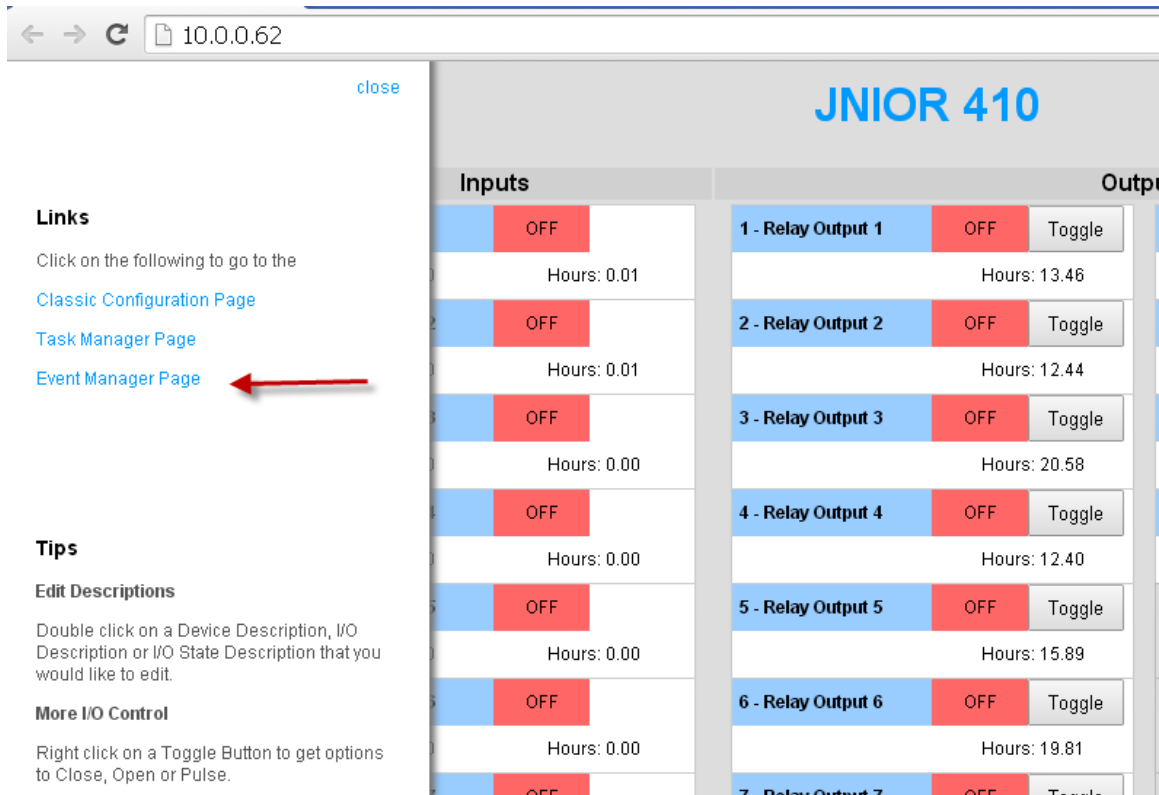 10.0.0.62
close
Links
Click on the following to go to the
Classic Configuration Page
Task Manager Page
Event Manager Page
Tips
Edit Descriptions
Double click on a Device Description, I/O
Description or I/O State Description that you
would like to edit.
More I/O Control
Right click on a Toggle Button to get options
to Close, Open or Pulse.
JNIOR 410
Inputs
OFF
Hours: 0.01
OFF
Hours: 0.01
OFF
Hours: 0.00
OFF
Hours: 0.00
OFF
Hours: 0.00
OFF
Hours: 0.00
OFF
Outpu
1 - Relay Output 1 OFF Toggle
Hours: 13.46
2 - Relay Output 2 OFF Toggle
Hours: 12.44
3 - Relay Output 3 OFF Toggle
Hours: 20.58
4 - Relay Output 4 OFF Toggle
Hours: 12.40
5 - Relay Output 5 OFF Toggle
Hours: 15.89
6 - Relay Output 6 OFF Toggle
Hours: 19.81
7 - Relay Output 7 OFF Toggle